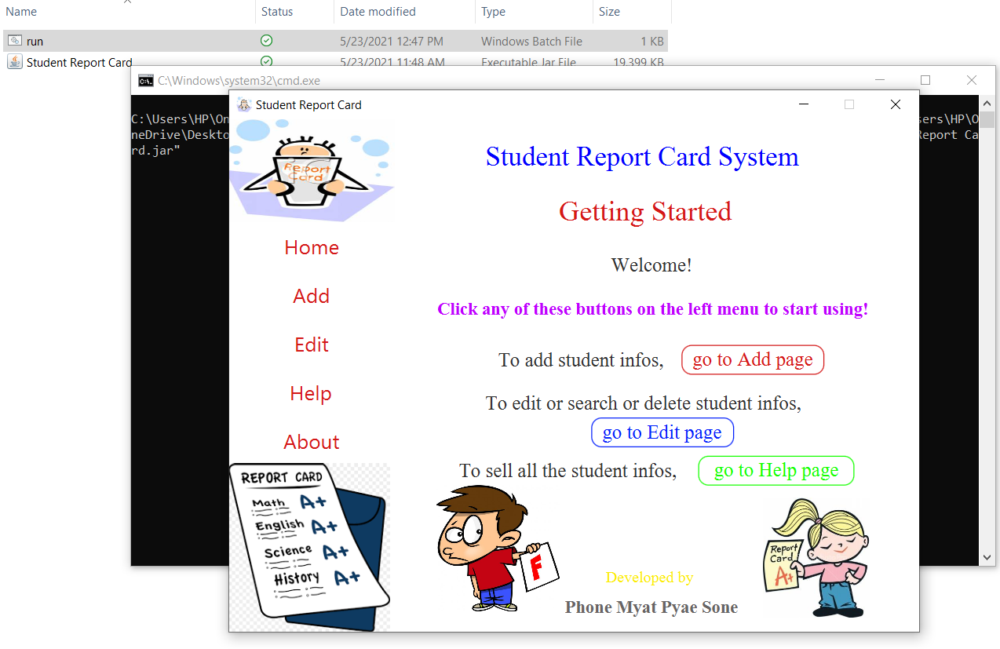 Name Status Date modified Type Size
run 5/23/2021 12:47 PM Windows Batch File 1 KB
Student Report Card 5/23/2021 11:48 AM Executable Jar File 19,399 KB
C:\Windows\system32\cmd.exe
C:\Users\HP\On
sers\HP\O
neDrive\Deskto
Report Ca
rd.jar"
Student Report Card
Report
Card
Student Report Card System
Getting Started
Welcome!
Click any of these buttons on the left menu to start using!
To add student infos, go to Add page
To edit or search or delete student infos,
go to Edit page
To sell all the student infos, go to Help page
Home
Add
Edit
Help
About
REPORT CARD
Math A+
English A+
Science A+
History A+
F
Report
Card
A+
Developed by
Phone Myat Pyae Sone